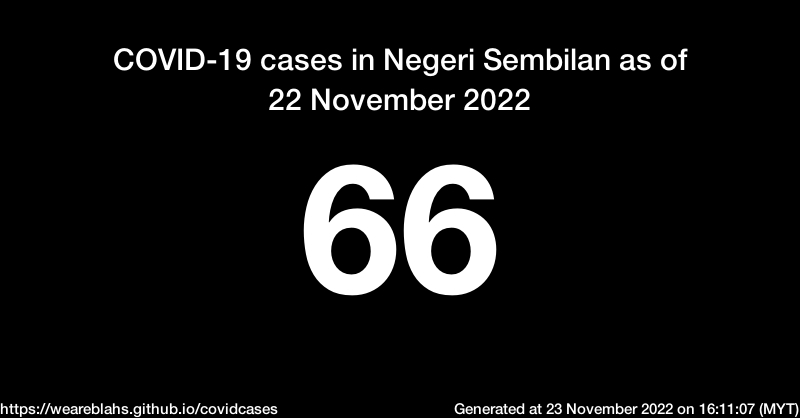 COVID-19 cases in Negeri Sembilan as of
22 November 2022
66
https://weareblahs.github.io/covidcases
Generated at 23 November 2022 on 16:11:07 (MYT)